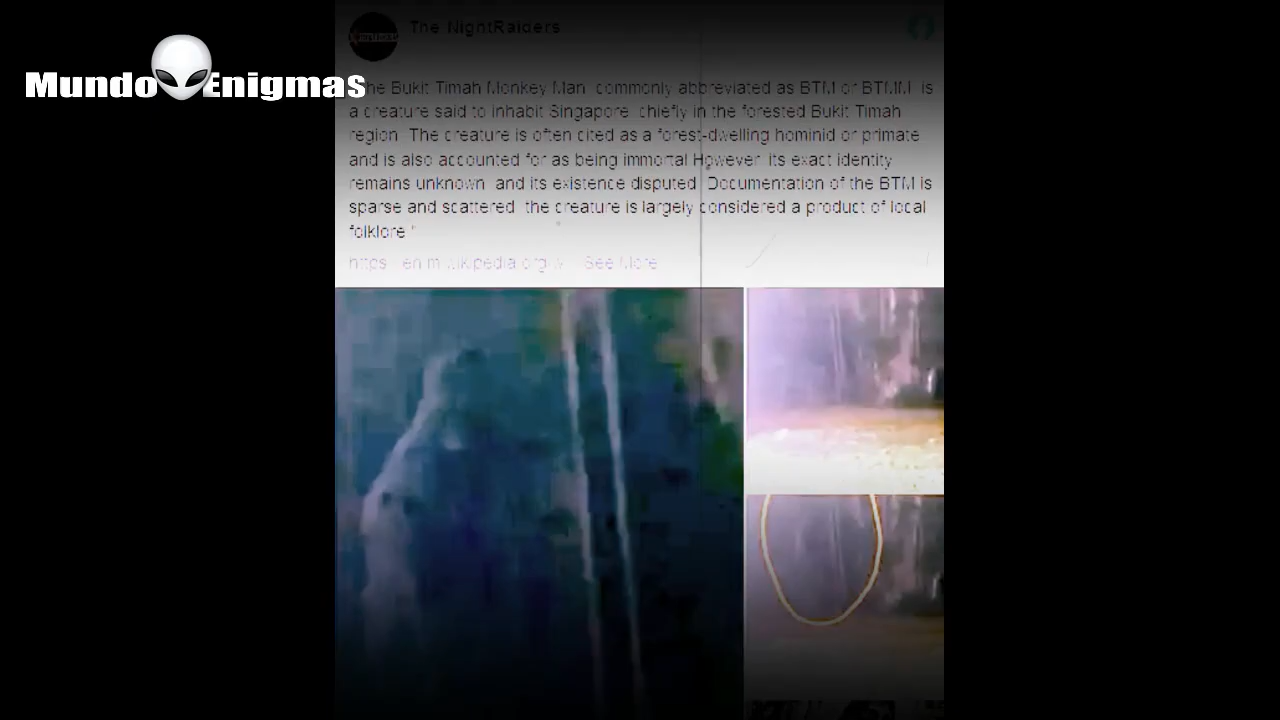 The NightRaiders
Mundo Enigmas
"The Bukit Timah Monkey Man commonly abbreviated as BTM or BTMM is
a creature said to inhabit Singapore chiefly in the forested Bukit Timah
region The creature is often cited as a forest-dwelling hominid or primate
and is also accounted for as being immortal However its exact identity
remains unknown and its existence disputed Documentation of the BTM is
sparse and scattered the creature is largely considered a product of local
folklore "
https en m wikipedia org See More